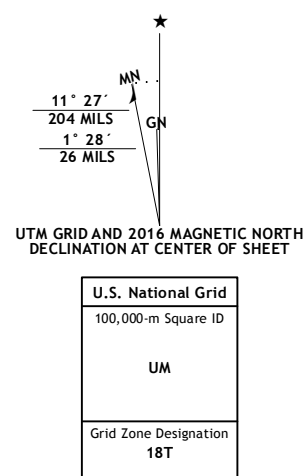 MN
11° 27´
204 MILS
GN
1° 28´
26 MILS
UTM GRID AND 2016 MAGNETIC NORTH
DECLINATION AT CENTER OF SHEET
U.S. National Grid
100,000-m Square ID
UM
Grid Zone Designation
18T